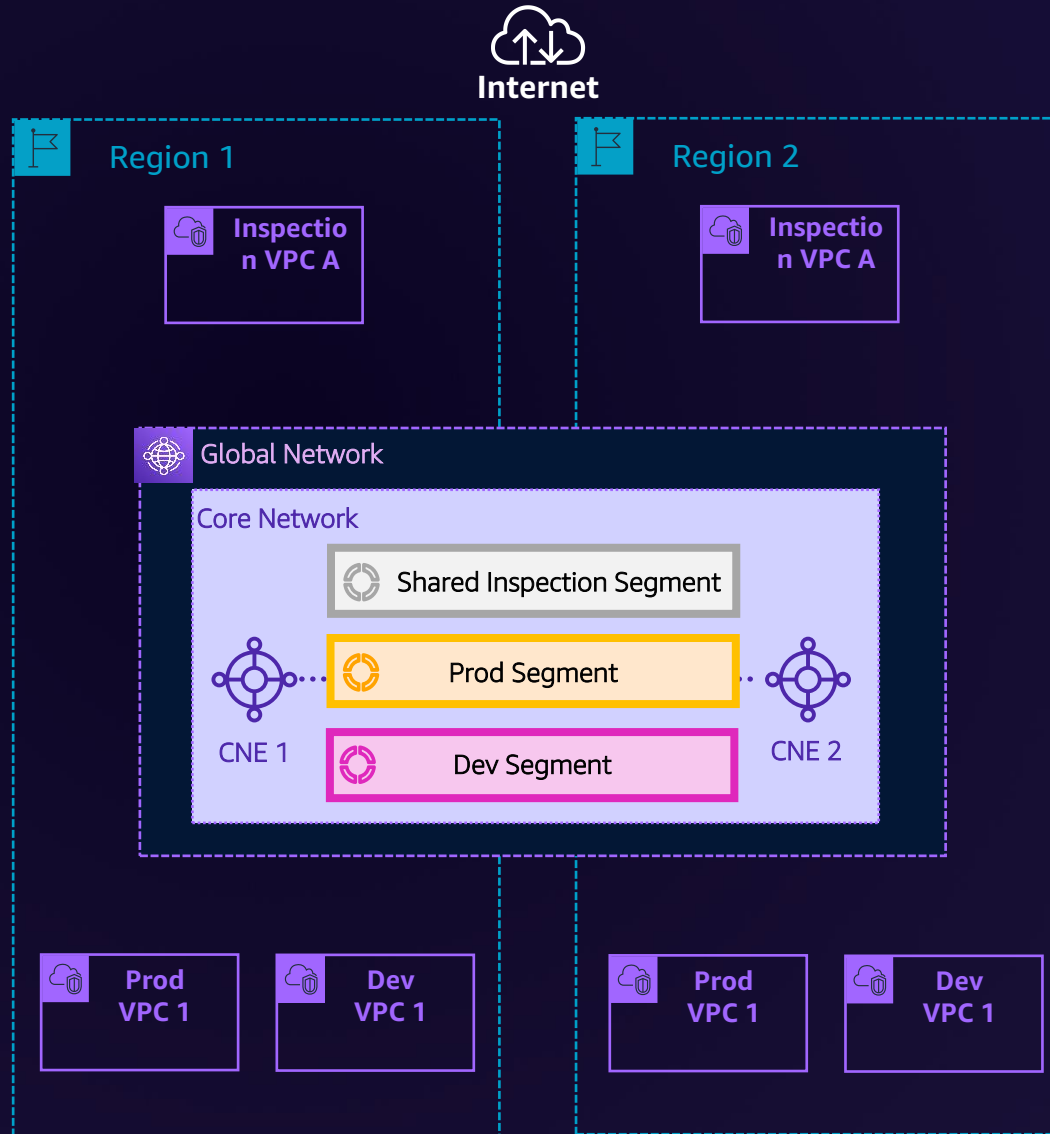 Internet
Region 1
Region 2
Inspectio
n VPC A
Inspectio
n VPC A
Global Network
Core Network
Shared Inspection Segment
Prod Segment
CNE 1
CNE 2
Dev Segment
Prod
VPC 1
Dev
VPC 1
Prod
VPC 1
Dev
VPC 1